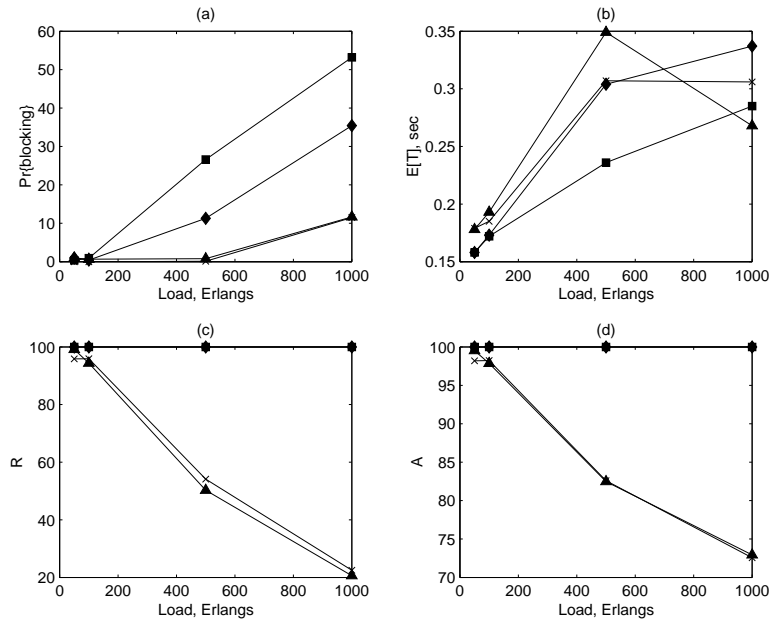 (a)
60
50
40
30
20
10
0
Pr{blocking}
0 200 400 600 800 1000
Load, Erlangs
(b)
0.35
0.3
0.25
0.2
0.15
E[T], sec
0 200 400 600 800 1000
Load, Erlangs
(c)
100
80
60
40
20
R
0 200 400 600 800 1000
Load, Erlangs
(d)
100
95
90
85
80
75
70
A
0 200 400 600 800 1000
Load, Erlangs